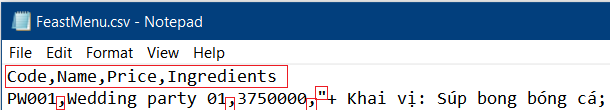 FeastMenu.csv - Notepad
File Edit Format View Help
Code,Name,Price,Ingredients
PW001,Wedding party 01,3750000,"+ Khai vị: Súp bong bóng cá;